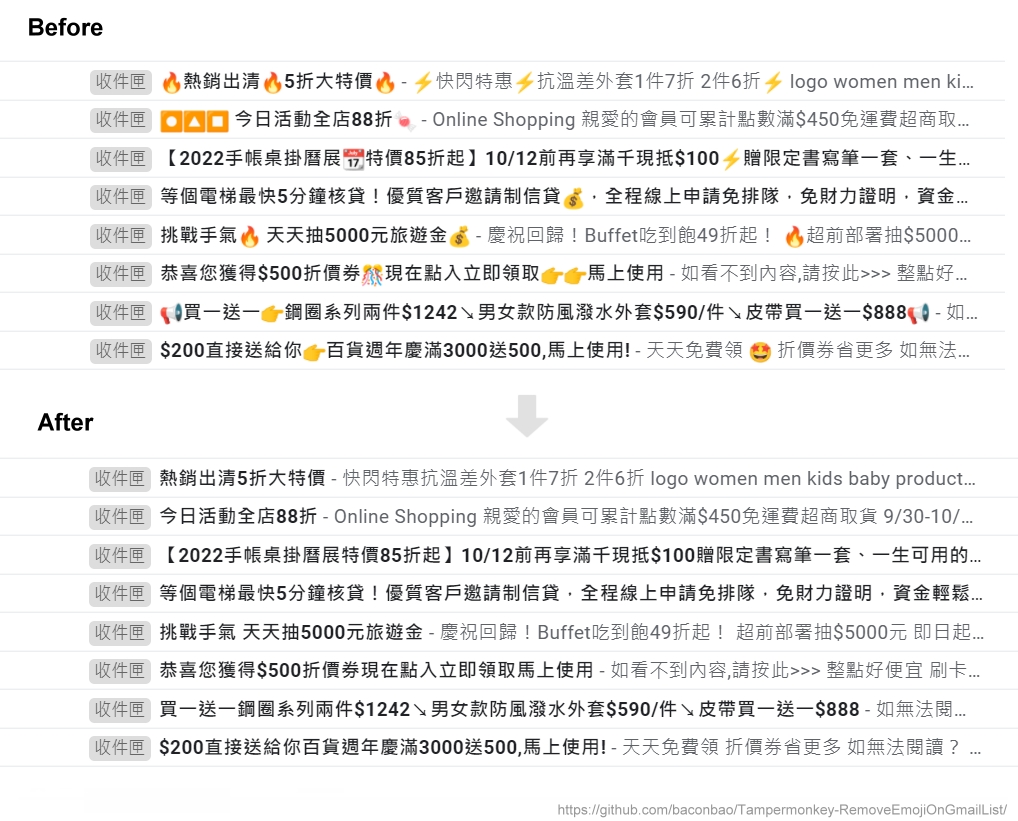 Before
收件匣 🔥熱銷出清🔥5折大特價🔥 - ⚡快閃特惠⚡抗溫差外套1件7折 2件6折⚡ logo women men ki…
收件匣 ⏺️⏫⏹️ 今日活動全店88折🍬 - Online Shopping 親愛的會員可累計點數滿$450免運費超商取…
收件匣 【2022手帳桌掛曆展📆特價85折起】10/12前再享滿千現抵$100⚡贈限定書寫筆一套、一生…
收件匣 等個電梯最快5分鐘核貸！優質客戶邀請制信貸💰，全程線上申請免排隊，免財力證明，資金…
收件匣 挑戰手氣🔥 天天抽5000元旅遊金💰 - 慶祝回歸！Buffet吃到飽49折起！ 🔥超前部署抽$5000…
收件匣 恭喜您獲得$500折價券🎊現在點入立即領取👉👉馬上使用 - 如看不到內容,請按此>>> 整點好…
收件匣 📢買一送一👉鋼圈系列兩件$1242↘男女款防風潑水外套$590/件↘皮帶買一送一$888📢 - 如…
收件匣 $200直接送給你👉百貨週年慶滿3000送500,馬上使用! - 天天免費領 🤩 折價券省更多 如無法…
After
收件匣 熱銷出清5折大特價 - 快閃特惠抗溫差外套1件7折 2件6折 logo women men kids baby product…
收件匣 今日活動全店88折 - Online Shopping 親愛的會員可累計點數滿$450免運費超商取貨 9/30-10/…
收件匣 【2022手帳桌掛曆展特價85折起】10/12前再享滿千現抵$100贈限定書寫筆一套、一生可用的…
收件匣 等個電梯最快5分鐘核貸！優質客戶邀請制信貸，全程線上申請免排隊，免財力證明，資金輕鬆…
收件匣 挑戰手氣 天天抽5000元旅遊金 - 慶祝回歸！Buffet吃到飽49折起！ 超前部署抽$5000元 即日起…
收件匣 恭喜您獲得$500折價券現在點入立即領取馬上使用 - 如看不到內容,請按此>>> 整點好便宜 刷卡…
收件匣 買一送一鋼圈系列兩件$1242↘男女款防風潑水外套$590/件↘皮帶買一送一$888 - 如無法閱…
收件匣 $200直接送給你百貨週年慶滿3000送500,馬上使用! - 天天免費領 折價券省更多 如無法閱讀？ …
https://github.com/baconbao/Tampermonkey-RemoveEmojiOnGmailList/